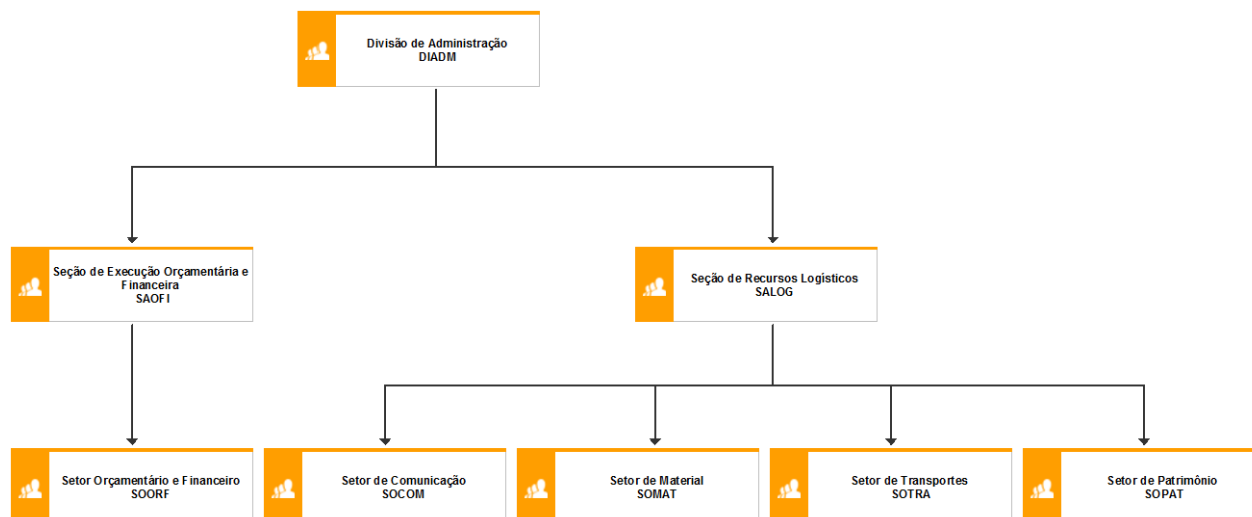 Divisão de Administração
DIADM
Seção de Execução Orçamentária e
Financeira
SAOFI
Seção de Recursos Logísticos
SALOG
Setor Orçamentário e Financeiro
SOORF
Setor de Comunicação
SOCOM
Setor de Material
SOMAT
Setor de Transportes
SOTRA
Setor de Patrimônio
SOPAT